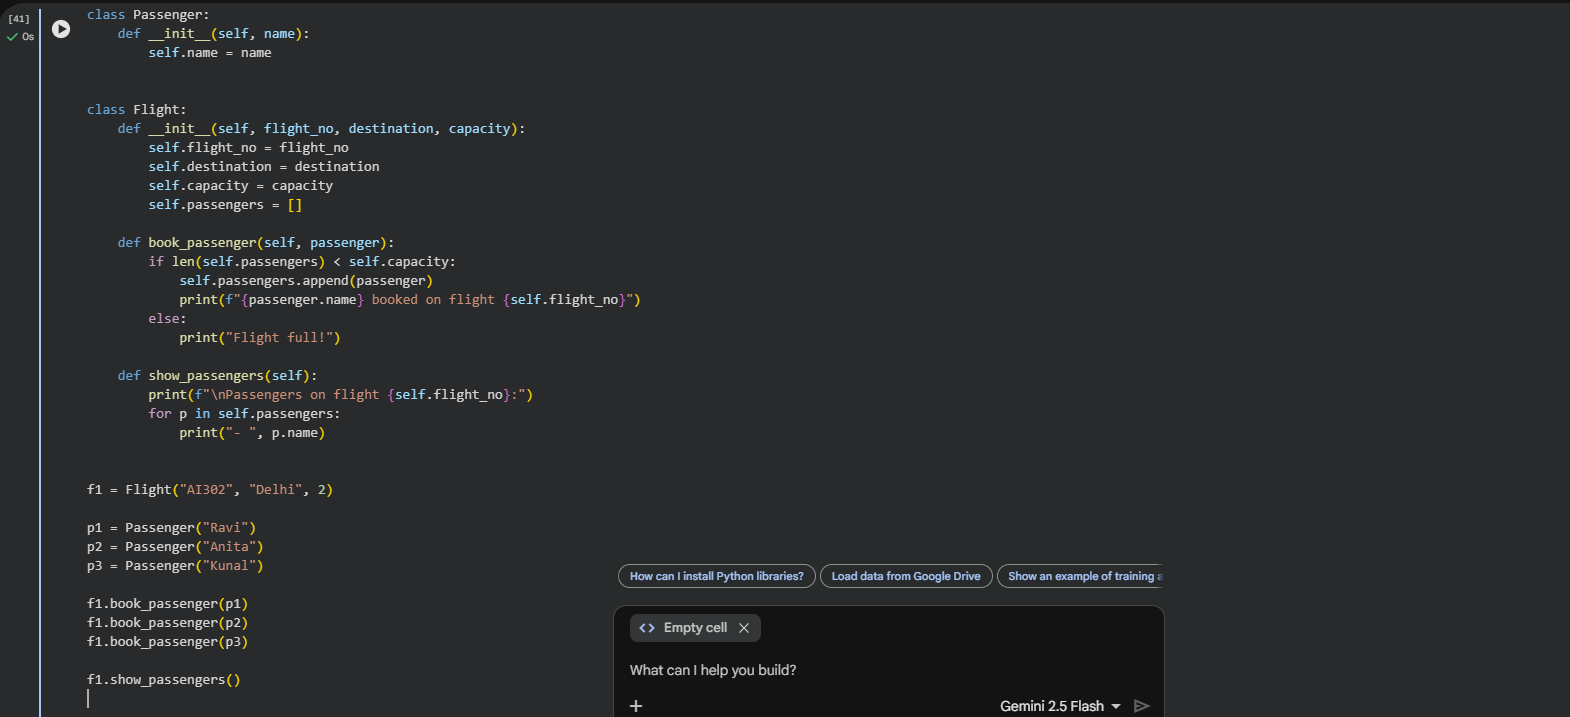 [41]
0s
class Passenger:
    def __init__(self, name):
        self.name = name
class Flight:
    def __init__(self, flight_no, destination, capacity):
        self.flight_no = flight_no
        self.destination = destination
        self.capacity = capacity
        self.passengers = []
    def book_passenger(self, passenger):
        if len(self.passengers) < self.capacity:
            self.passengers.append(passenger)
            print(f"{passenger.name} booked on flight {self.flight_no}")
        else:
            print("Flight full!")
    def show_passengers(self):
        print(f"\nPassengers on flight {self.flight_no}:")
        for p in self.passengers:
            print("- ", p.name)
f1 = Flight("AI302", "Delhi", 2)
p1 = Passenger("Ravi")
p2 = Passenger("Anita")
p3 = Passenger("Kunal")
f1.book_passenger(p1)
f1.book_passenger(p2)
f1.book_passenger(p3)
f1.show_passengers()
How can I install Python libraries?
Load data from Google Drive
Show an example of training
Empty cell
What can I help you build?
Gemini 2.5 Flash